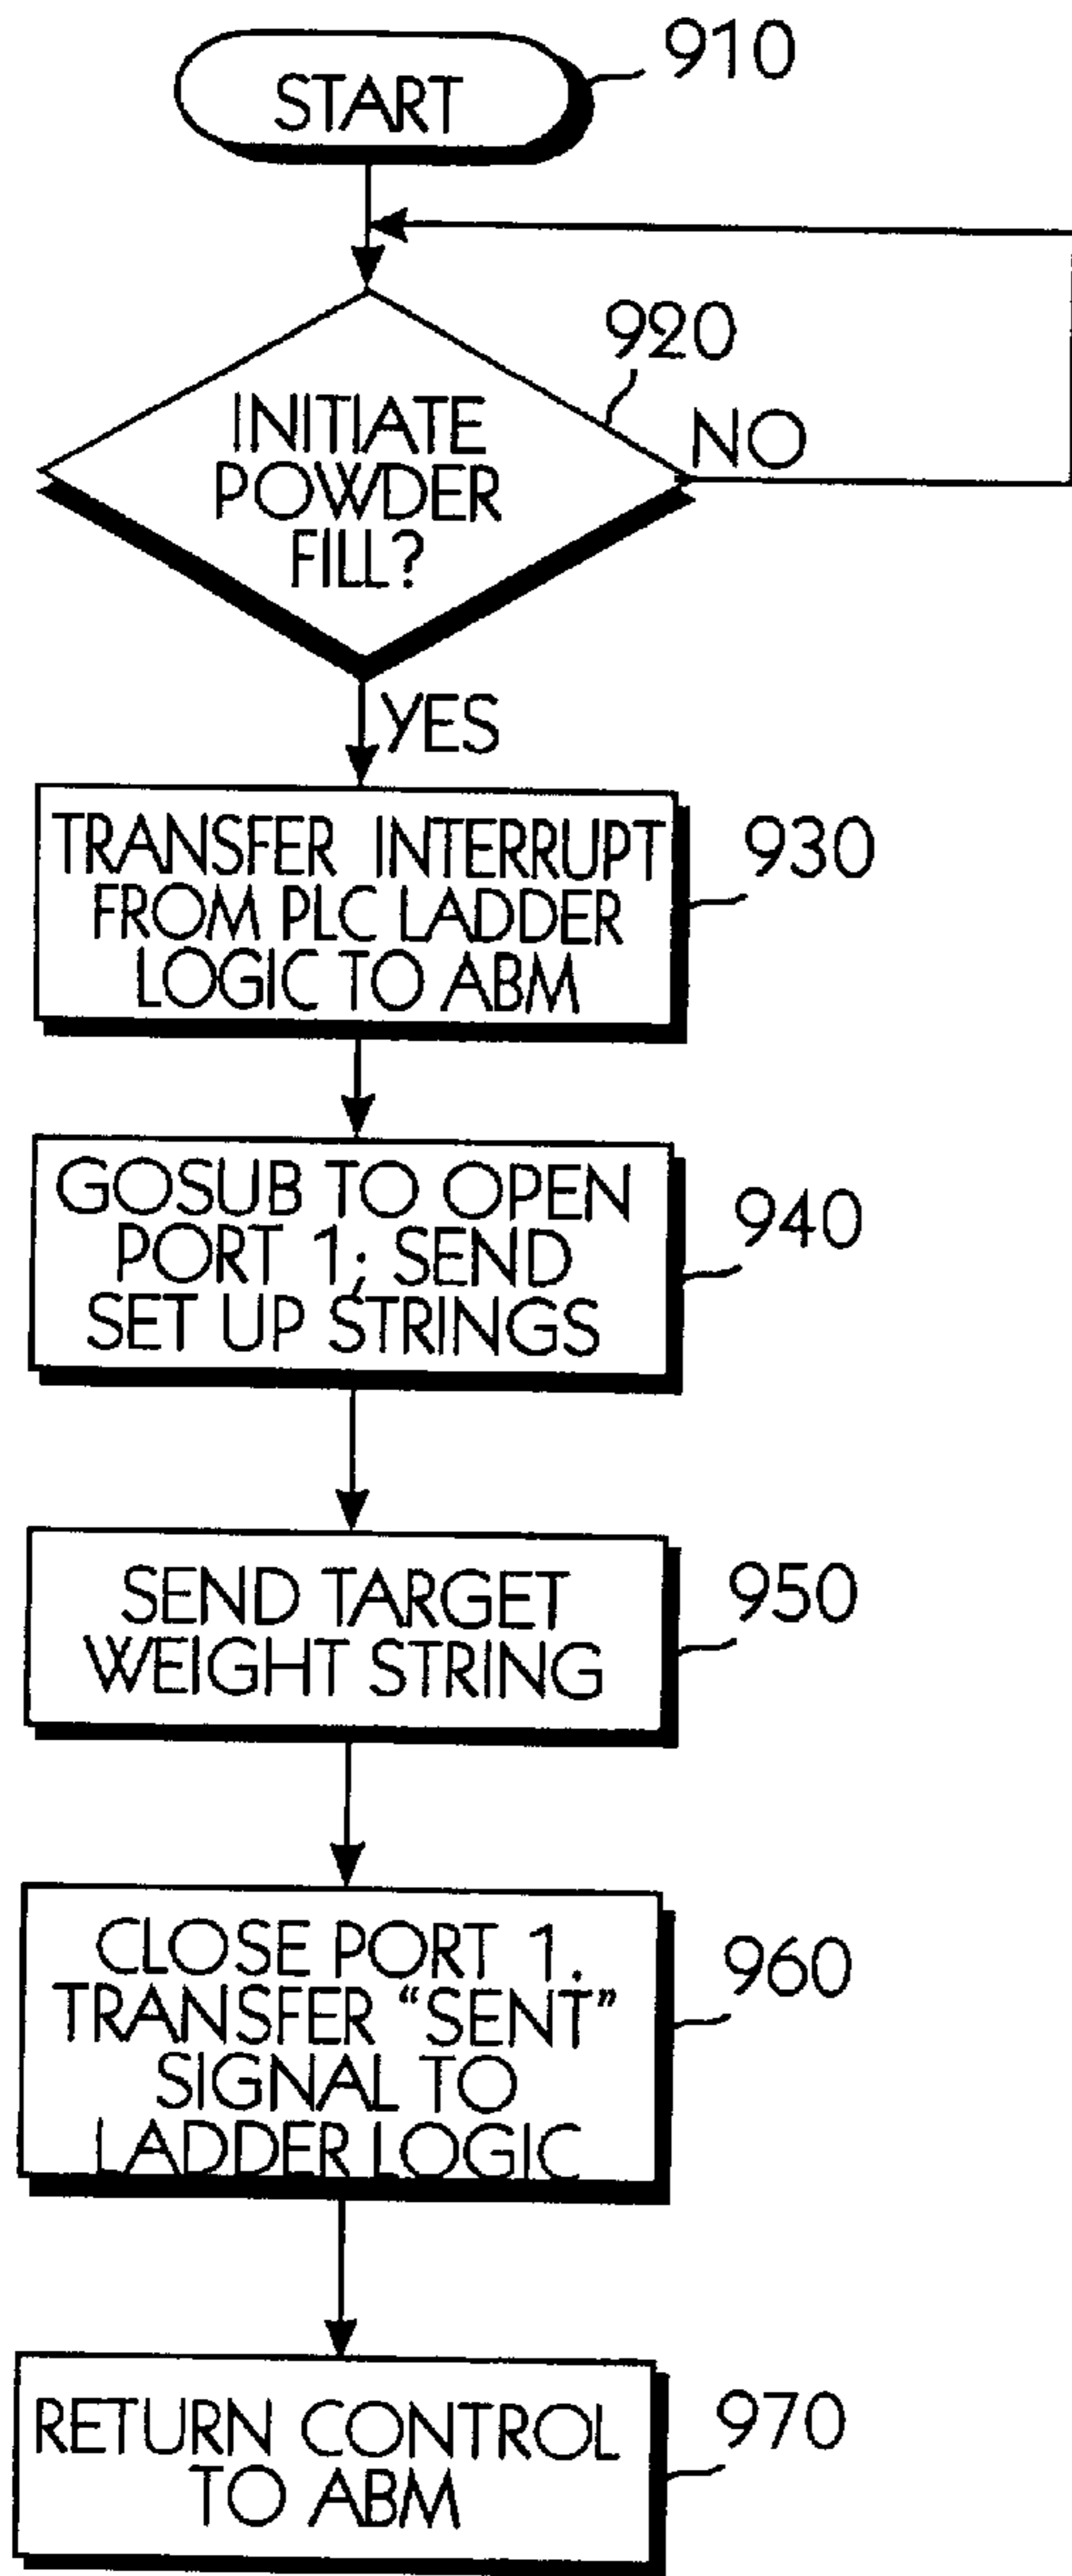 START
910
920
INITIATE
POWDER
FILL?
NO
YES
TRANSFER INTERRUPT
FROM PLC LADDER
LOGIC TO ABM
930
GOSUB TO OPEN
PORT 1; SEND
SET UP STRINGS
940
SEND TARGET
WEIGHT STRING
950
CLOSE PORT 1.
TRANSFER “SENT”
SIGNAL TO
LADDER LOGIC
960
RETURN CONTROL
TO ABM
970